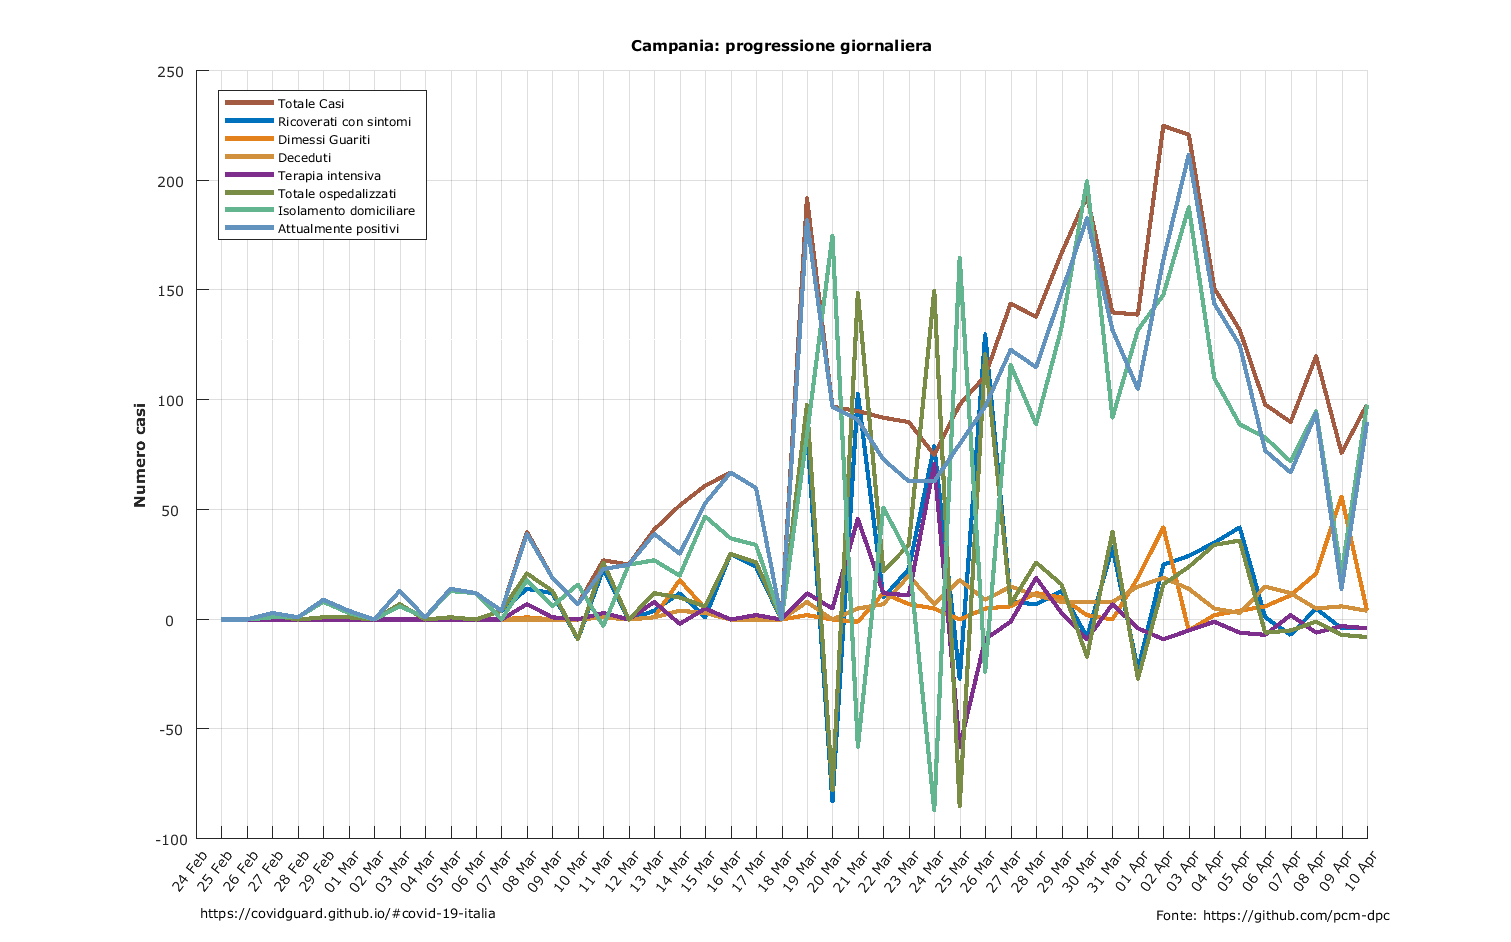 Campania: progressione giornaliera
250
200
150
100
50
0
-50
-100
Numero casi
Totale Casi
Ricoverati con sintomi
Dimessi Guariti
Deceduti
Terapia intensiva
Totale ospedalizzati
Isolamento domiciliare
Attualmente positivi
24 Feb
25 Feb
26 Feb
27 Feb
28 Feb
29 Feb
01 Mar
02 Mar
03 Mar
04 Mar
05 Mar
06 Mar
07 Mar
08 Mar
09 Mar
10 Mar
11 Mar
12 Mar
13 Mar
14 Mar
15 Mar
16 Mar
17 Mar
18 Mar
19 Mar
20 Mar
21 Mar
22 Mar
23 Mar
24 Mar
25 Mar
26 Mar
27 Mar
28 Mar
29 Mar
30 Mar
31 Mar
01 Apr
02 Apr
03 Apr
04 Apr
05 Apr
06 Apr
07 Apr
08 Apr
09 Apr
10 Apr
https://covidguard.github.io/#covid-19-italia
Fonte: https://github.com/pcm-dpc